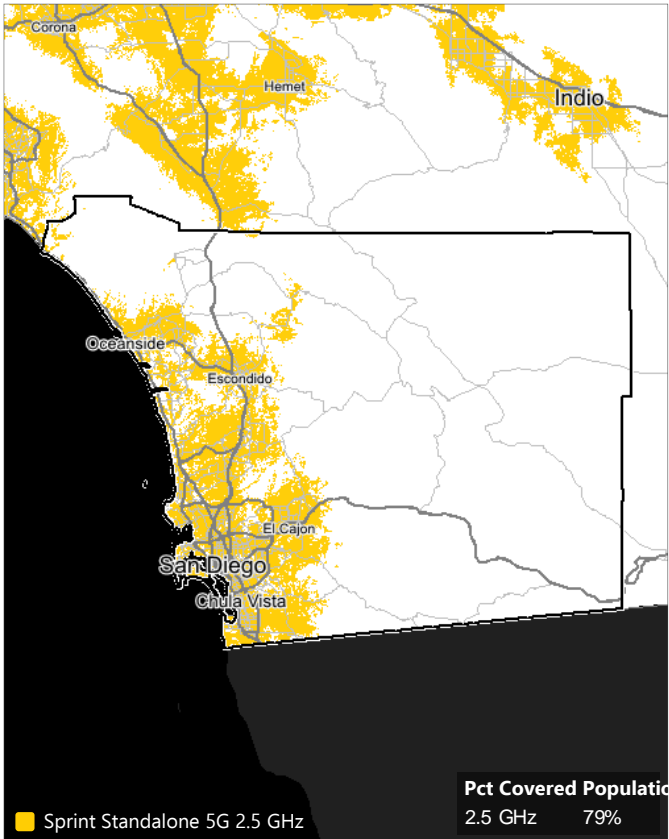 Corona
Hemet
Indio
Oceanside
Escondido
El Cajon
San Diego
Chula Vista
Pct Covered Populatio
2.5 GHz 79%
Sprint Standalone 5G 2.5 GHz